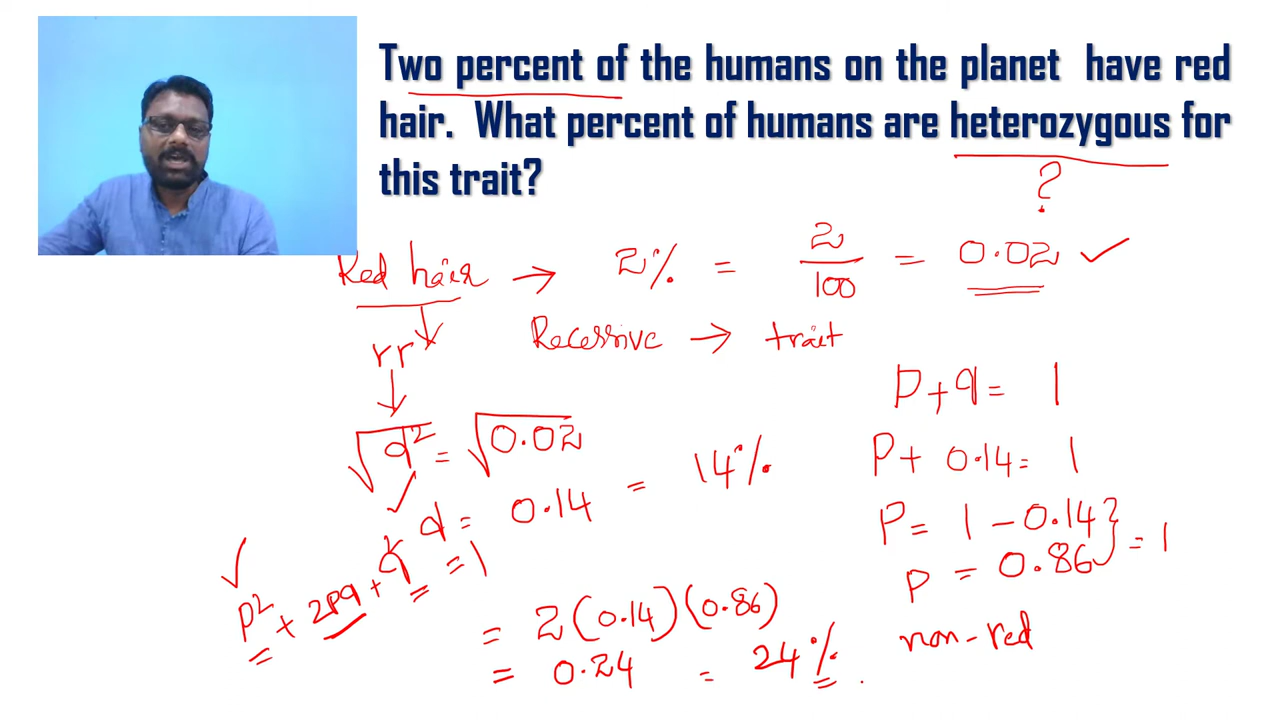 Two percent of the humans on the planet have red
hair. What percent of humans are heterozygous for
this trait?
?
Red hair → 2% = 2/100 = 0.02 ✓
rr Recessive → trait
√q² = √0.02
q = 0.14 = 14%
P + q = 1
P + 0.14 = 1
P = 1 - 0.14 } = 1
P = 0.86
non-red
✓
p² + 2pq + q² = 1
= 2(0.14)(0.86)
= 0.24 = 24%